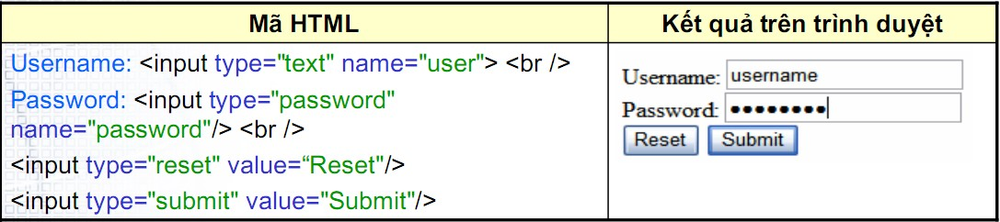 Mã HTML
Kết quả trên trình duyệt
Username: <input type="text" name="user"> <br />
Password: <input type="password"
name="password"/> <br />
<input type="reset" value=“Reset"/>
<input type="submit" value="Submit"/>
Username: username
Password: ●●●●●●●●
Reset Submit